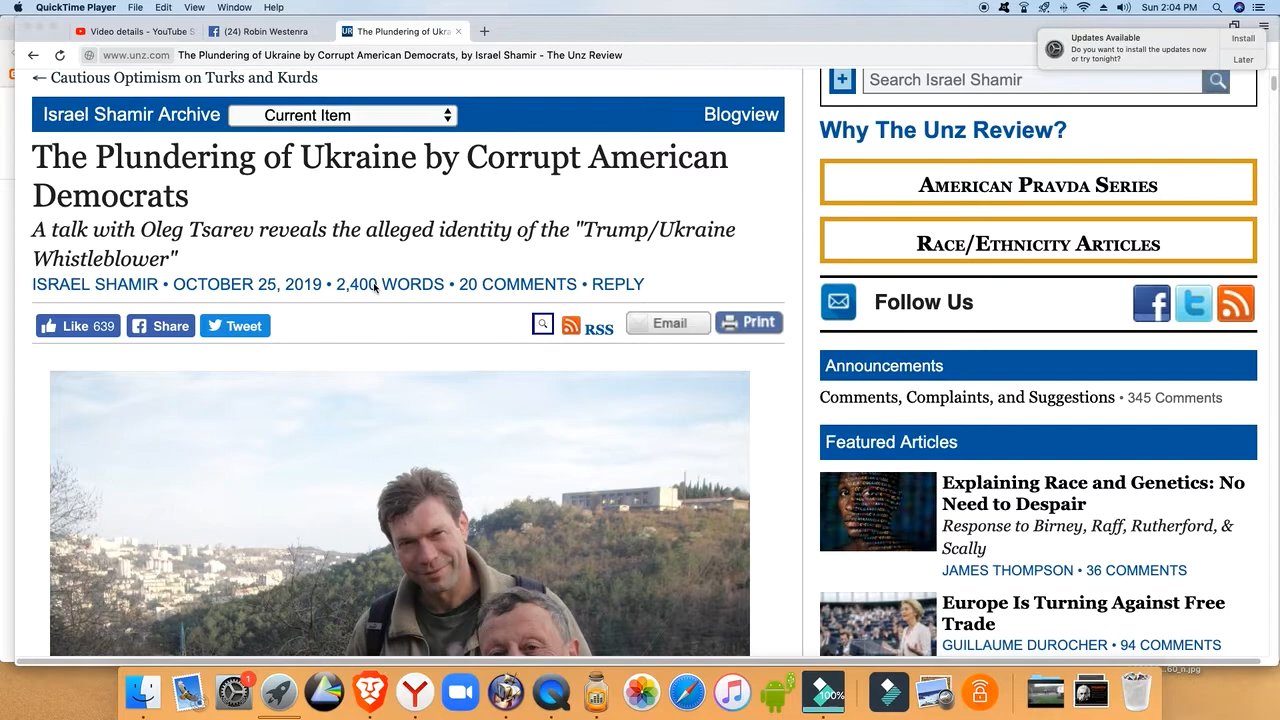 QuickTime Player File Edit View Window Help
Sun 2:04 PM
Video details - YouTube S
(24) Robin Westenra
UR The Plundering of Ukra
Updates Available
Do you want to install the updates now
or try tonight?
Install
Later
www.unz.com The Plundering of Ukraine by Corrupt American Democrats, by Israel Shamir - The Unz Review
← Cautious Optimism on Turks and Kurds
Israel Shamir Archive Current Item Blogview
The Plundering of Ukraine by Corrupt American
Democrats
A talk with Oleg Tsarev reveals the alleged identity of the "Trump/Ukraine
Whistleblower"
ISRAEL SHAMIR • OCTOBER 25, 2019 • 2,400 WORDS • 20 COMMENTS • REPLY
Like 639 Share Tweet RSS Email Print
Search Israel Shamir
Why The Unz Review?
American Pravda Series
Race/Ethnicity Articles
Follow Us
Announcements
Complaints, Complaints, and Suggestions • 345 Comments
Featured Articles
Explaining Race and Genetics: No
Need to Despair
Response to Birney, Raff, Rutherford, &
Scally
JAMES THOMPSON • 36 COMMENTS
Europe Is Turning Against Free
Trade
GUILLAUME DUROCHER • 94 COMMENTS
60_n.jpg
1
100%